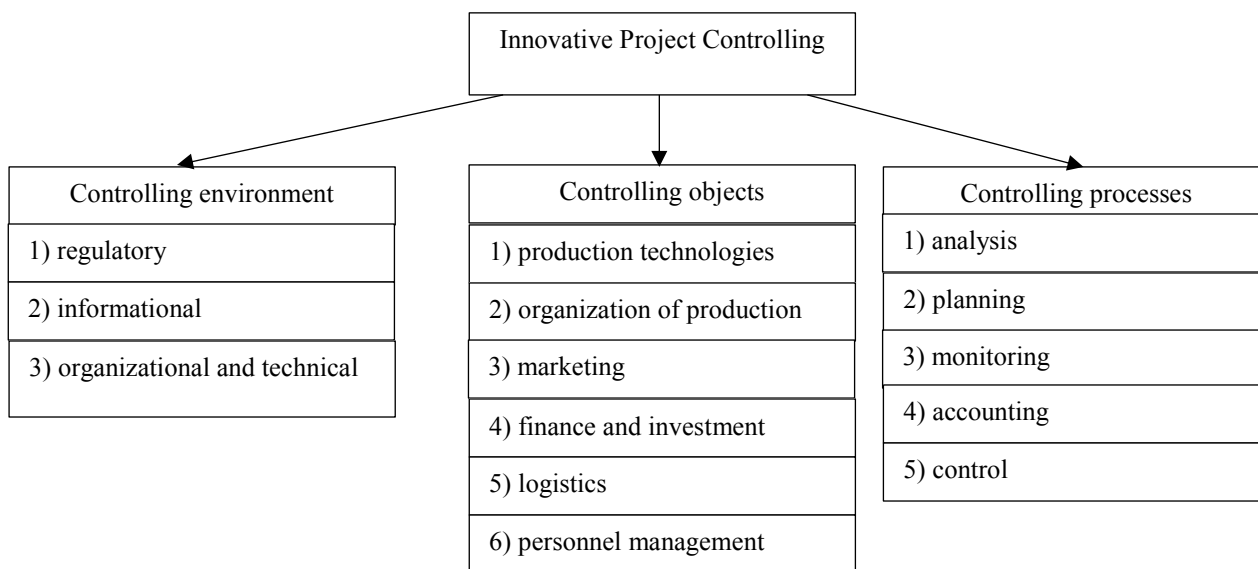 Innovative Project Controlling
Controlling environment
1) regulatory
2) informational
3) organizational and technical
Controlling objects
1) production technologies
2) organization of production
3) marketing
4) finance and investment
5) logistics
6) personnel management
Controlling processes
1) analysis
2) planning
3) monitoring
4) accounting
5) control